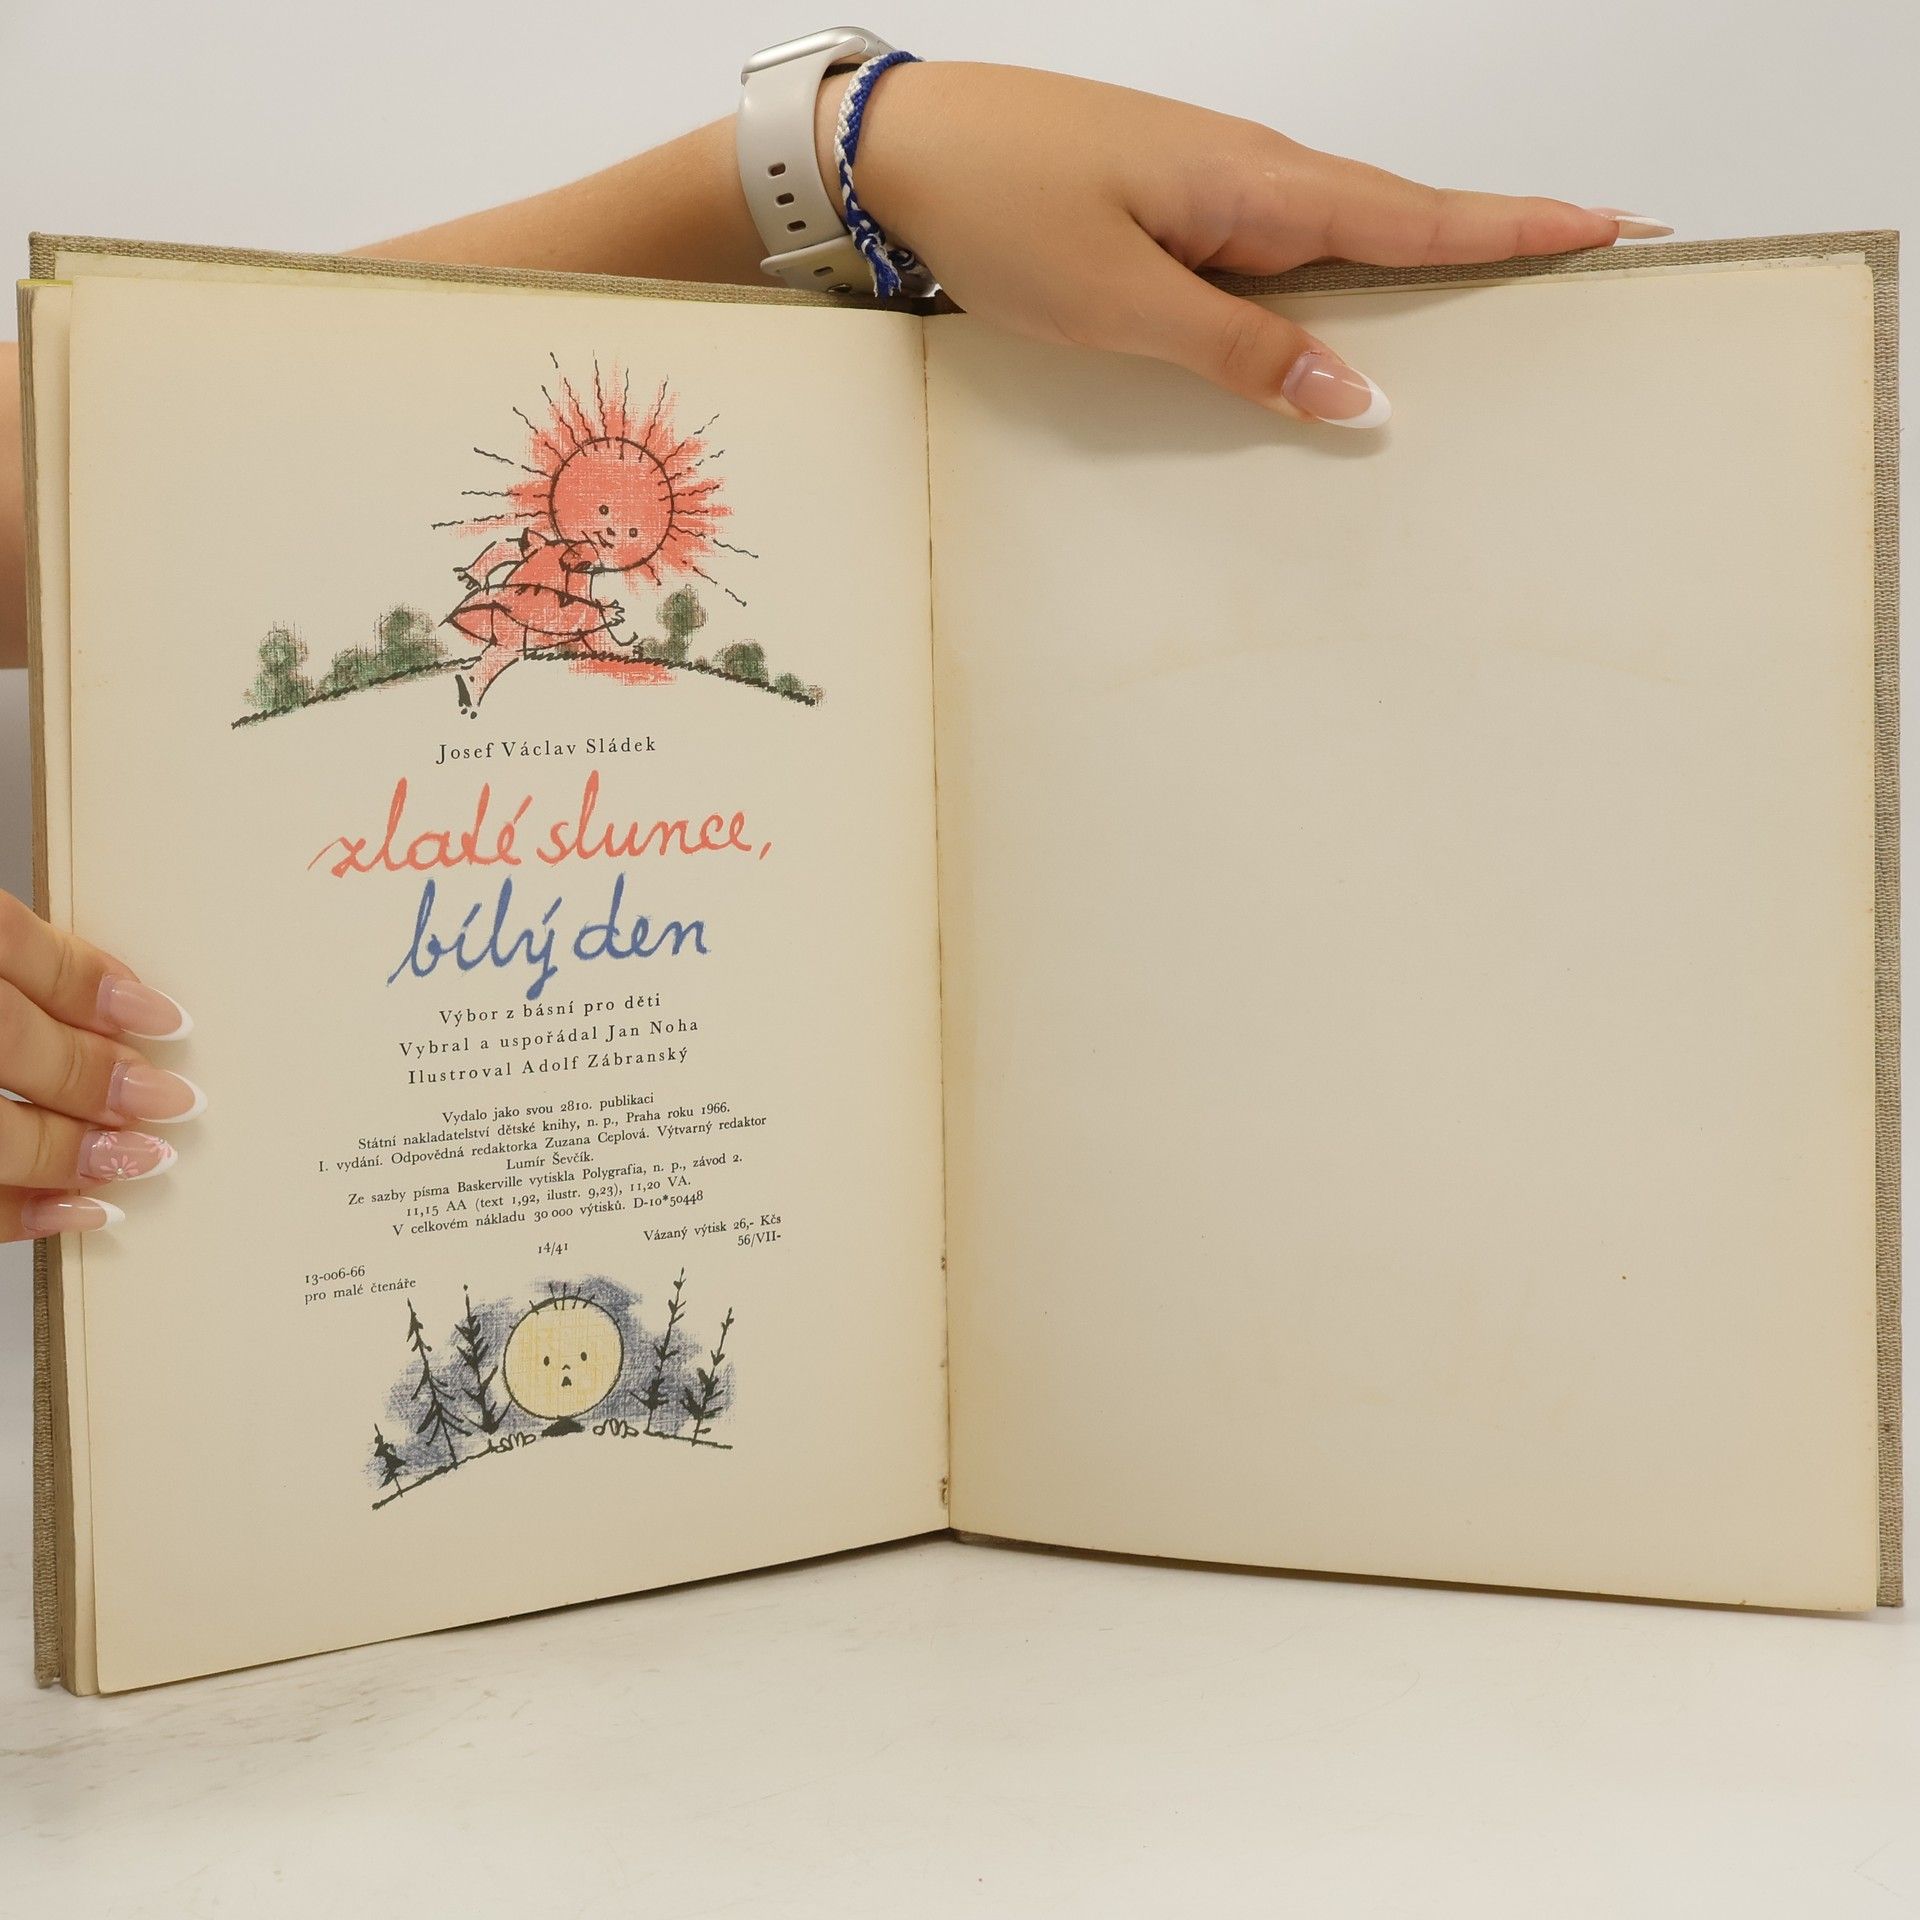 Josef Václav Sládek
zlaté slunce,
bílý den
Výbor z básní pro děti
Vybral a uspořádal Jan Noha
Ilustroval Adolf Zábranský
Vydalo jako svou 2810. publikaci
Státní nakladatelství dětské knihy, n. p., Praha roku 1966.
I. vydání. Odpovědná redaktorka Zuzana Ceplová. Výtvarný redaktor
Lumír Ševčík.
Ze sazby písma Baskerville vytiskla Polygrafia, n. p., závod 2.
11,15 AA (text 1,92, ilustr. 9,23), 11,20 VA.
V celkovém nákladu 30 000 výtisků. D-10*50448
14/41
Vázaný výtisk 26,- Kčs
56/VII-
13-006-66
pro malé čtenáře